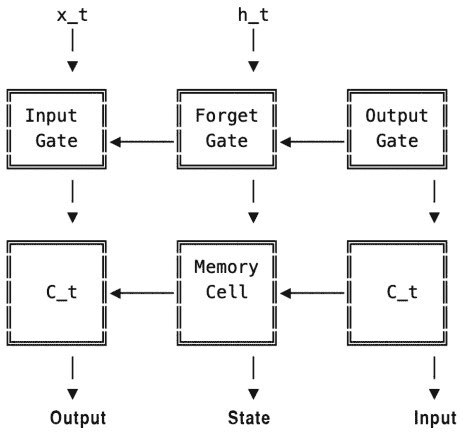 x_t h_t
Input Forget Output
Gate Gate Gate
Memory
C_t Cell C_t
Output State Input